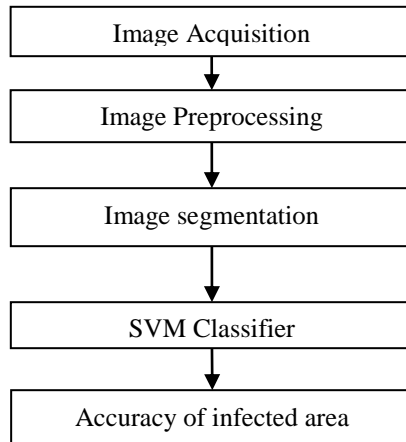 Image Acquisition
Image Preprocessing
Image segmentation
SVM Classifier
Accuracy of infected area